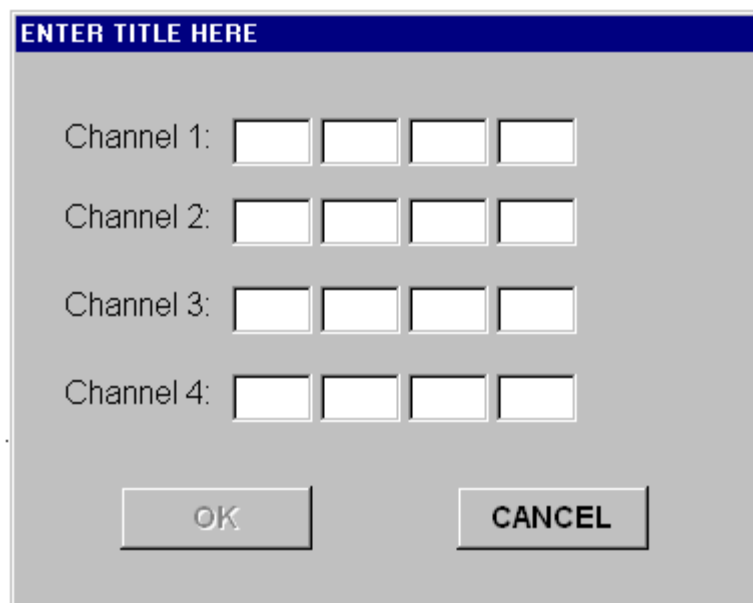 ENTER TITLE HERE
Channel 1:
Channel 2:
Channel 3:
Channel 4:
OK CANCEL